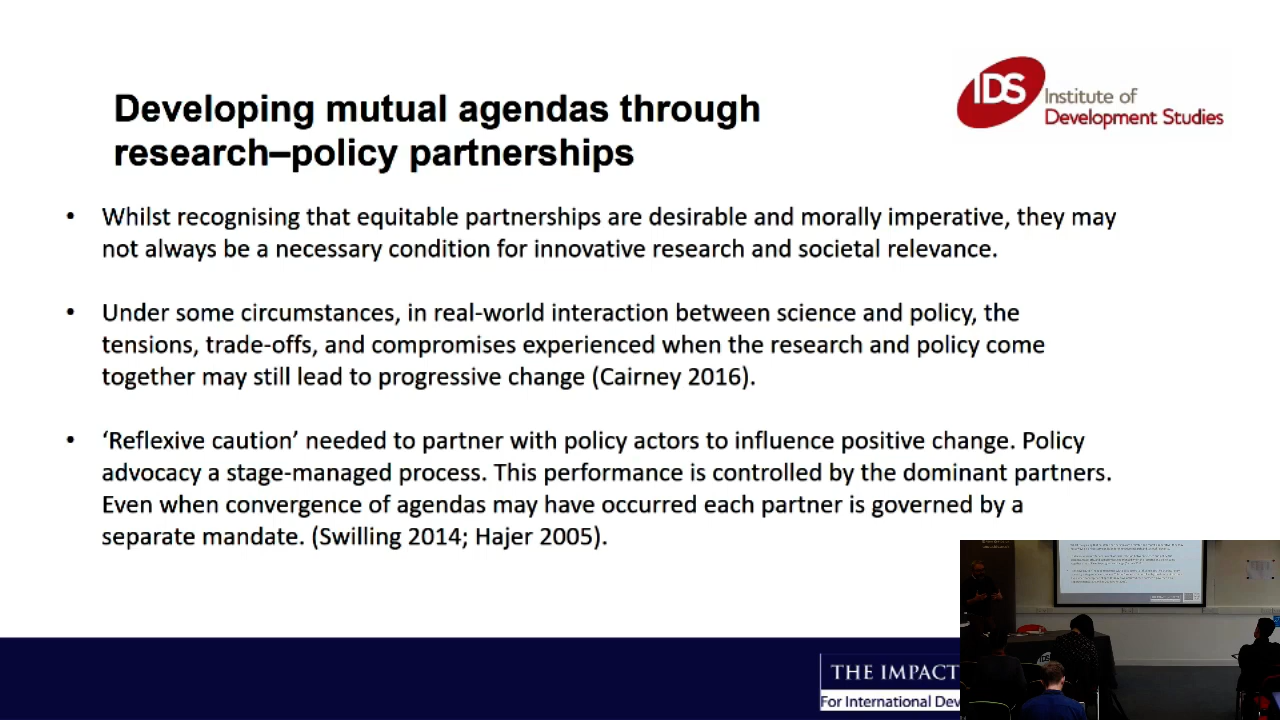 Developing mutual agendas through
research–policy partnerships
IDS
Institute of
Development Studies
• Whilst recognising that equitable partnerships are desirable and morally imperative, they may
not always be a necessary condition for innovative research and societal relevance.
• Under some circumstances, in real-world interaction between science and policy, the
tensions, trade-offs, and compromises experienced when the research and policy come
together may still lead to progressive change (Cairney 2016).
• ‘Reflexive caution’ needed to partner with policy actors to influence positive change. Policy
advocacy a stage-managed process. This performance is controlled by the dominant partners.
Even when convergence of agendas may have occurred each partner is governed by a
separate mandate. (Swilling 2014; Hajer 2005).
THE IMPACT
For International Dev
IDS